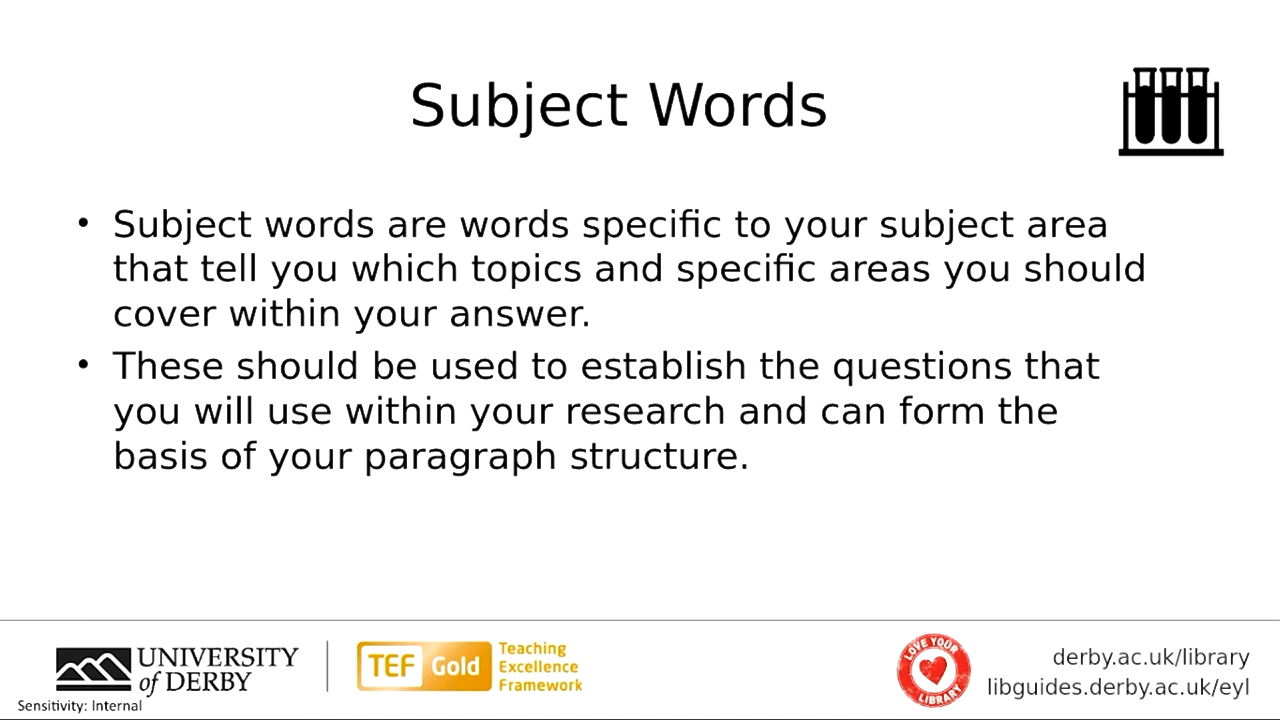 Subject Words
• Subject words are words specific to your subject area
that tell you which topics and specific areas you should
cover within your answer.
• These should be used to establish the questions that
you will use within your research and can form the
basis of your paragraph structure.
UNIVERSITY
of DERBY
Sensitivity: Internal
TEF Gold
Teaching
Excellence
Framework
LOVE YOUR
LIBRARY
derby.ac.uk/library
libguides.derby.ac.uk/eyl